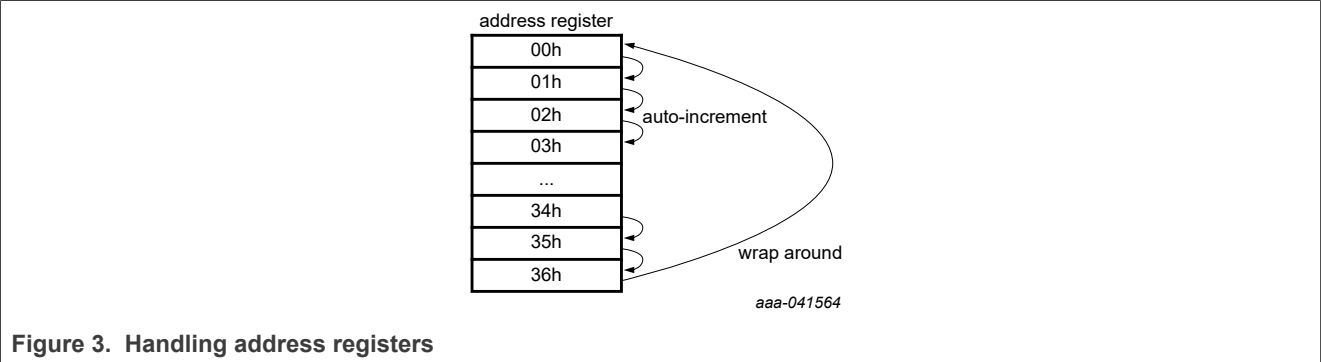 address register
00h
01h
02h
auto-increment
03h
...
34h
35h
wrap around
36h
aaa-041564
Figure 3. Handling address registers